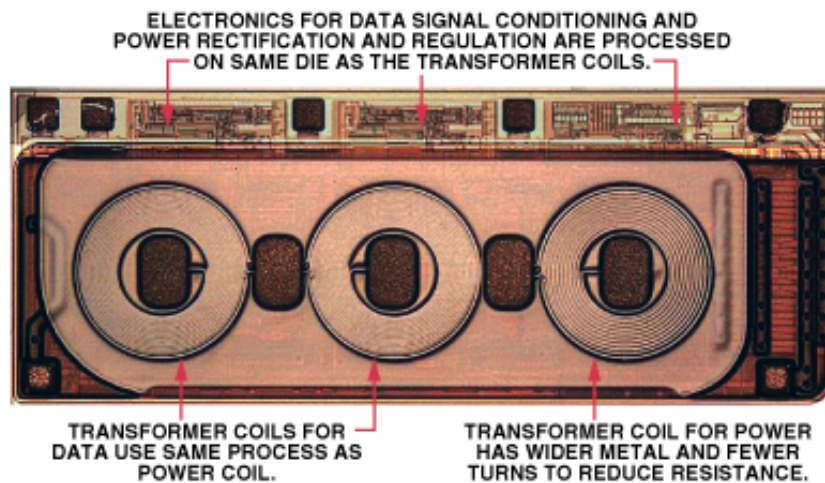 ELECTRONICS FOR DATA SIGNAL CONDITIONING AND
POWER RECTIFICATION AND REGULATION ARE PROCESSED
ON SAME DIE AS THE TRANSFORMER COILS.
TRANSFORMER COILS FOR
DATA USE SAME PROCESS AS
POWER COIL.
TRANSFORMER COIL FOR POWER
HAS WIDER METAL AND FEWER
TURNS TO REDUCE RESISTANCE.